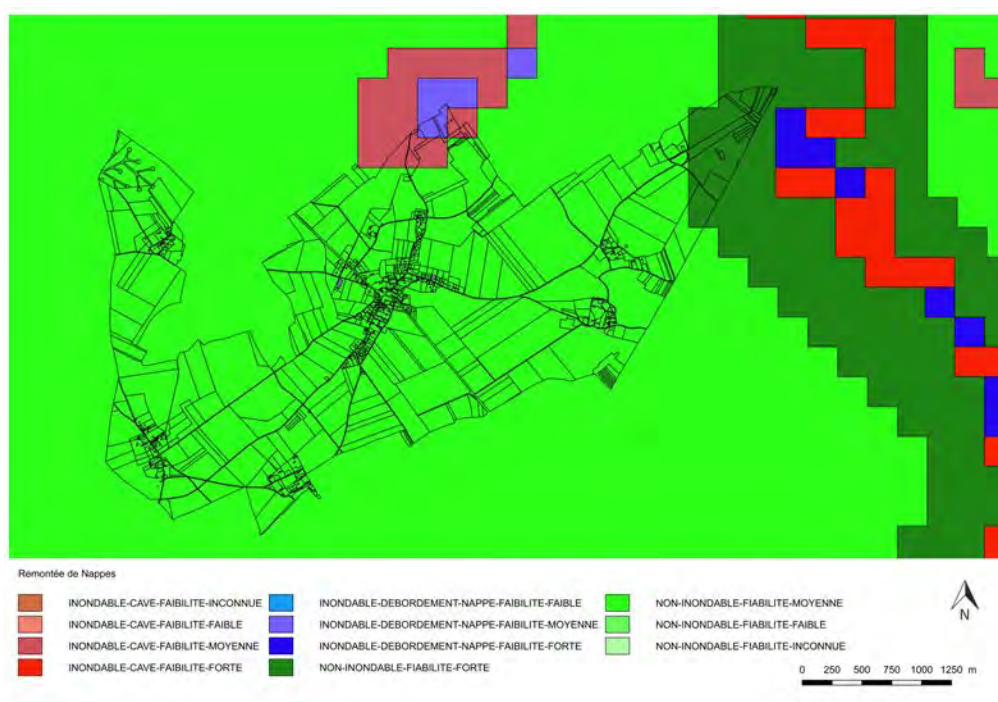 Remontée de Nappes
INONDABLE-CAVE-FAIBILITE-INCONNUE
INONDABLE-CAVE-FAIBILITE-FAIBLE
INONDABLE-CAVE-FAIBILITE-MOYENNE
INONDABLE-CAVE-FAIBILITE-FORTE
INONDABLE-DEBORDEMENT-NAPPE-FAIBILITE-FAIBLE
INONDABLE-DEBORDEMENT-NAPPE-FAIBILITE-MOYENNE
INONDABLE-DEBORDEMENT-NAPPE-FAIBILITE-FORTE
NON-INONDABLE-FIABILITE-FORTE
NON-INONDABLE-FIABILITE-MOYENNE
NON-INONDABLE-FIABILITE-FAIBLE
NON-INONDABLE-FIABILITE-INCONNUE
N
0 250 500 750 1000 1250 m